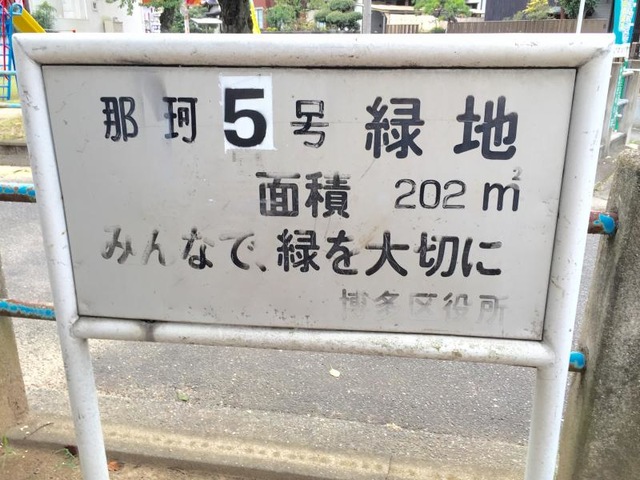 那珂5号緑地
面積 202㎡
みんなで、緑を大切に
博多区役所